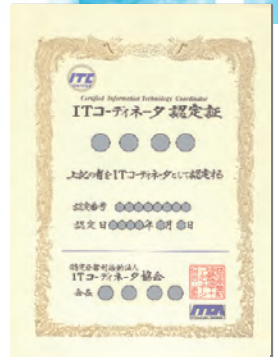 ITC
Certified Information Technology Coordinator
ITコーディネータ 認定証
上記の者をITコーディネータとして認定する
認定番号
認定日 年 月 日
特定非営利活動法人
ITコーディネータ協会
会長
ITCA